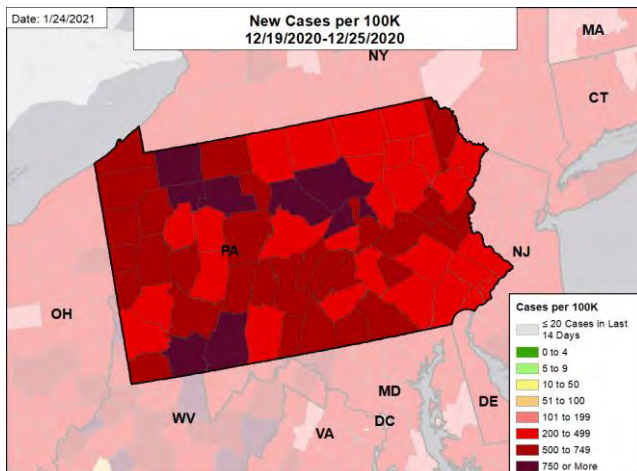 Date: 1/24/2021
New Cases per 100K
12/19/2020-12/25/2020
MA
NY
CT
PA
NJ
OH
MD
DE
WV
DC
VA
Cases per 100K
≤ 20 Cases in Last
14 Days
0 to 4
5 to 9
10 to 50
51 to 100
101 to 199
200 to 499
500 to 749
750 or More